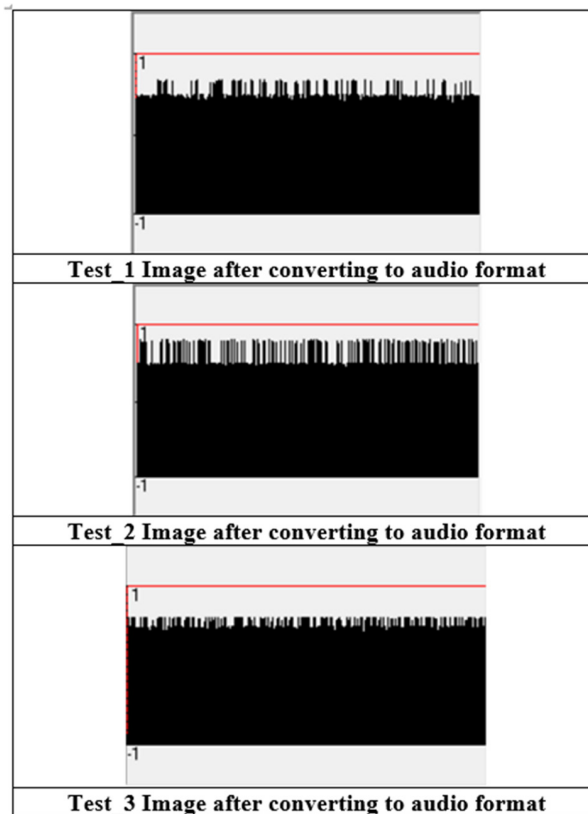 1
-1
Test_1 Image after converting to audio format
1
-1
Test_2 Image after converting to audio format
1
-1
Test_3 Image after converting to audio format